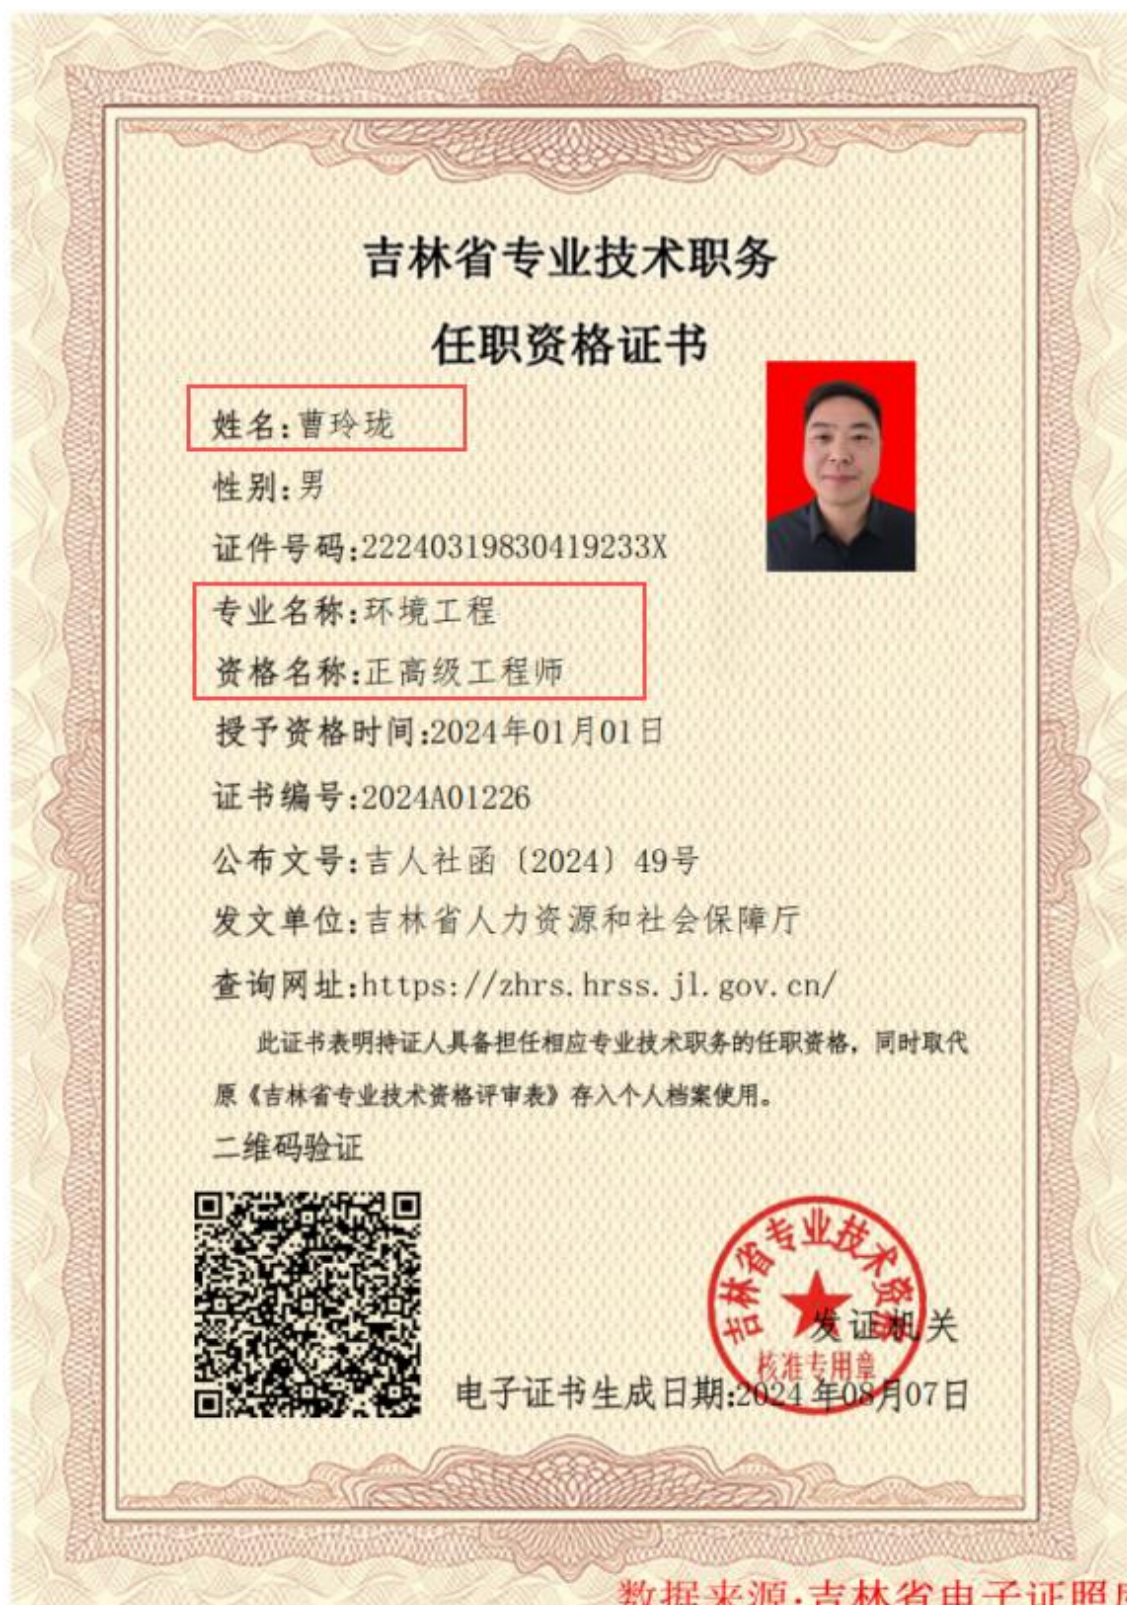 吉林省专业技术职务
任职资格证书
姓名:曹玲珑
性别:男
证件号码:22240319830419233X
专业名称:环境工程
资格名称:正高级工程师
授予资格时间:2024年01月01日
证书编号:2024A01226
公布文号:吉人社函〔2024〕49号
发文单位:吉林省人力资源和社会保障厅
查询网址:https://zhrs.hrss.jl.gov.cn/
此证书表明持证人具备担任相应专业技术职务的任职资格，同时取代
原《吉林省专业技术资格评审表》存入个人档案使用。
二维码验证
吉林省专业技术资格
核准专用章
发证机关
电子证书生成日期:2024年08月07日
数据来源:吉林省电子证照库